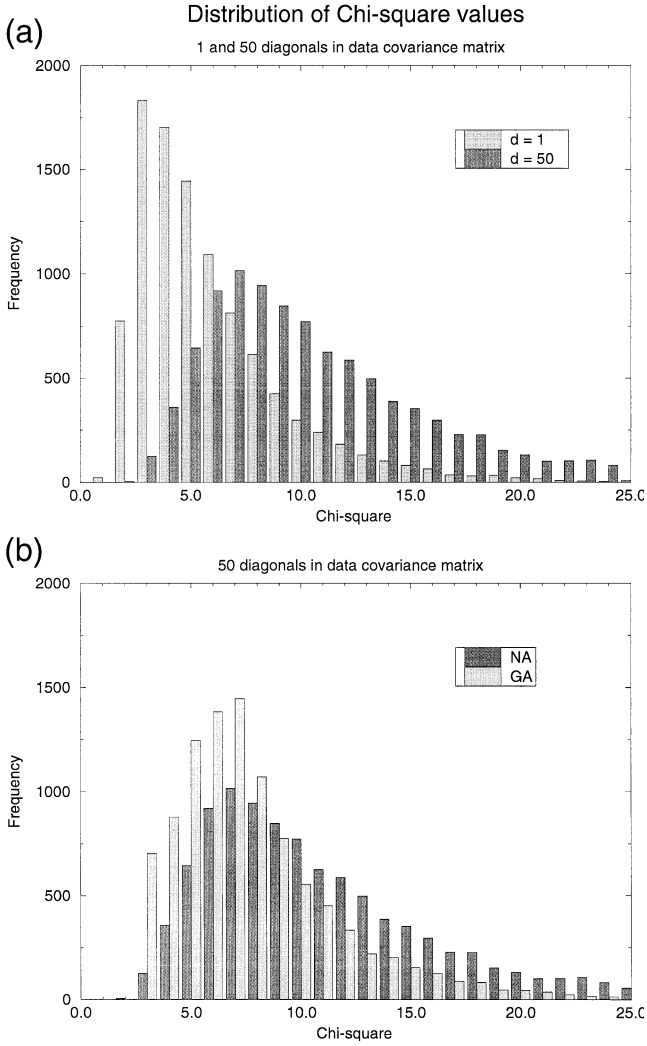 Distribution of Chi-square values
(a)
1 and 50 diagonals in data covariance matrix
2000
1500
1000
500
0
Frequency
d = 1
d = 50
0.0 5.0 10.0 15.0 20.0 25.0
Chi-square
(b)
50 diagonals in data covariance matrix
2000
1500
1000
500
0
Frequency
NA
GA
0.0 5.0 10.0 15.0 20.0 25.0
Chi-square